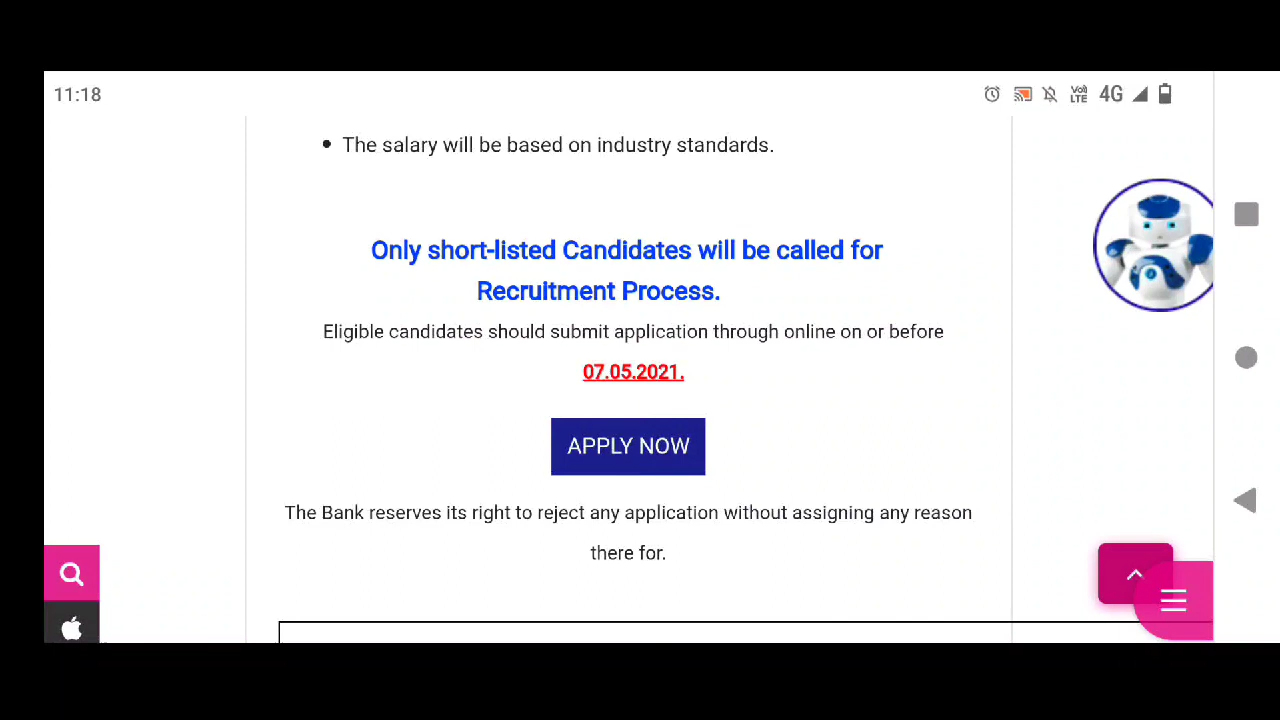 11:18
Vo)
LTE
4G
The salary will be based on industry standards.
Only short-listed Candidates will be called for
Recruitment Process.
Eligible candidates should submit application through online on or before
07.05.2021.
APPLY NOW
The Bank reserves its right to reject any application without assigning any reason
there for.